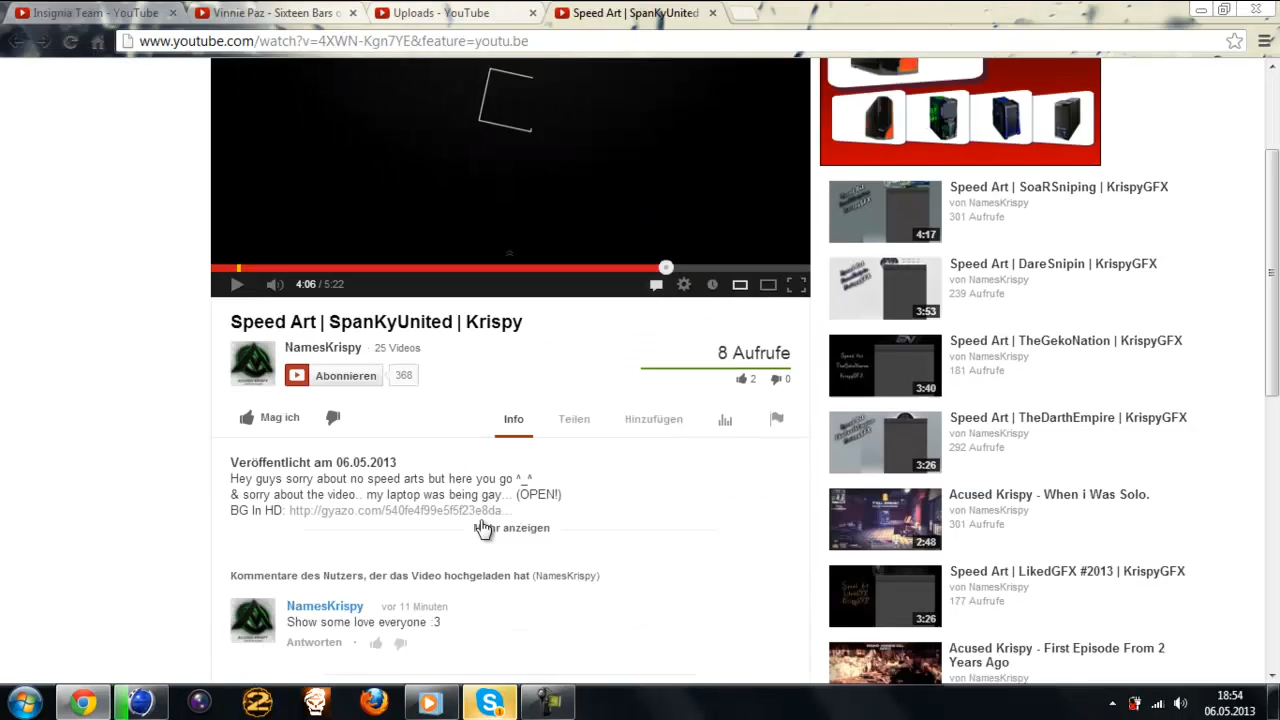 Insignia Team - YouTube
Vinnie Paz - Sixteen Bars o
Uploads - YouTube
Speed Art | SpanKyUnited
www.youtube.com/watch?v=4XWN-Kgn7YE&feature=youtu.be
4:06 / 5:22
Speed Art | SpanKyUnited | Krispy
NamesKrispy · 25 Videos
Abonnieren 368
8 Aufrufe
2 0
Mag ich
Info Teilen Hinzufügen
Veröffentlicht am 06.05.2013
Hey guys sorry about no speed arts but here you go ^_^
& sorry about the video.. my laptop was being gay... (OPEN!)
BG In HD: http://gyazo.com/540fe4f99e5f5f23e8da...
Mehr anzeigen
Kommentare des Nutzers, der das Video hochgeladen hat (NamesKrispy)
NamesKrispy vor 11 Minuten
Show some love everyone :3
Antworten ·
Speed Art | SoaRSniping | KrispyGFX
von NamesKrispy
301 Aufrufe
4:17
Speed Art | DareSnipin | KrispyGFX
von NamesKrispy
239 Aufrufe
3:53
Speed Art | TheGekoNation | KrispyGFX
von NamesKrispy
181 Aufrufe
3:40
Speed Art | TheDarthEmpire | KrispyGFX
von NamesKrispy
292 Aufrufe
3:26
Acused Krispy - When i Was Solo.
von NamesKrispy
301 Aufrufe
2:48
Speed Art | LikedGFX #2013 | KrispyGFX
von NamesKrispy
177 Aufrufe
3:26
Acused Krispy - First Episode From 2
Years Ago
von NamesKrispy
18:54
06.05.2013